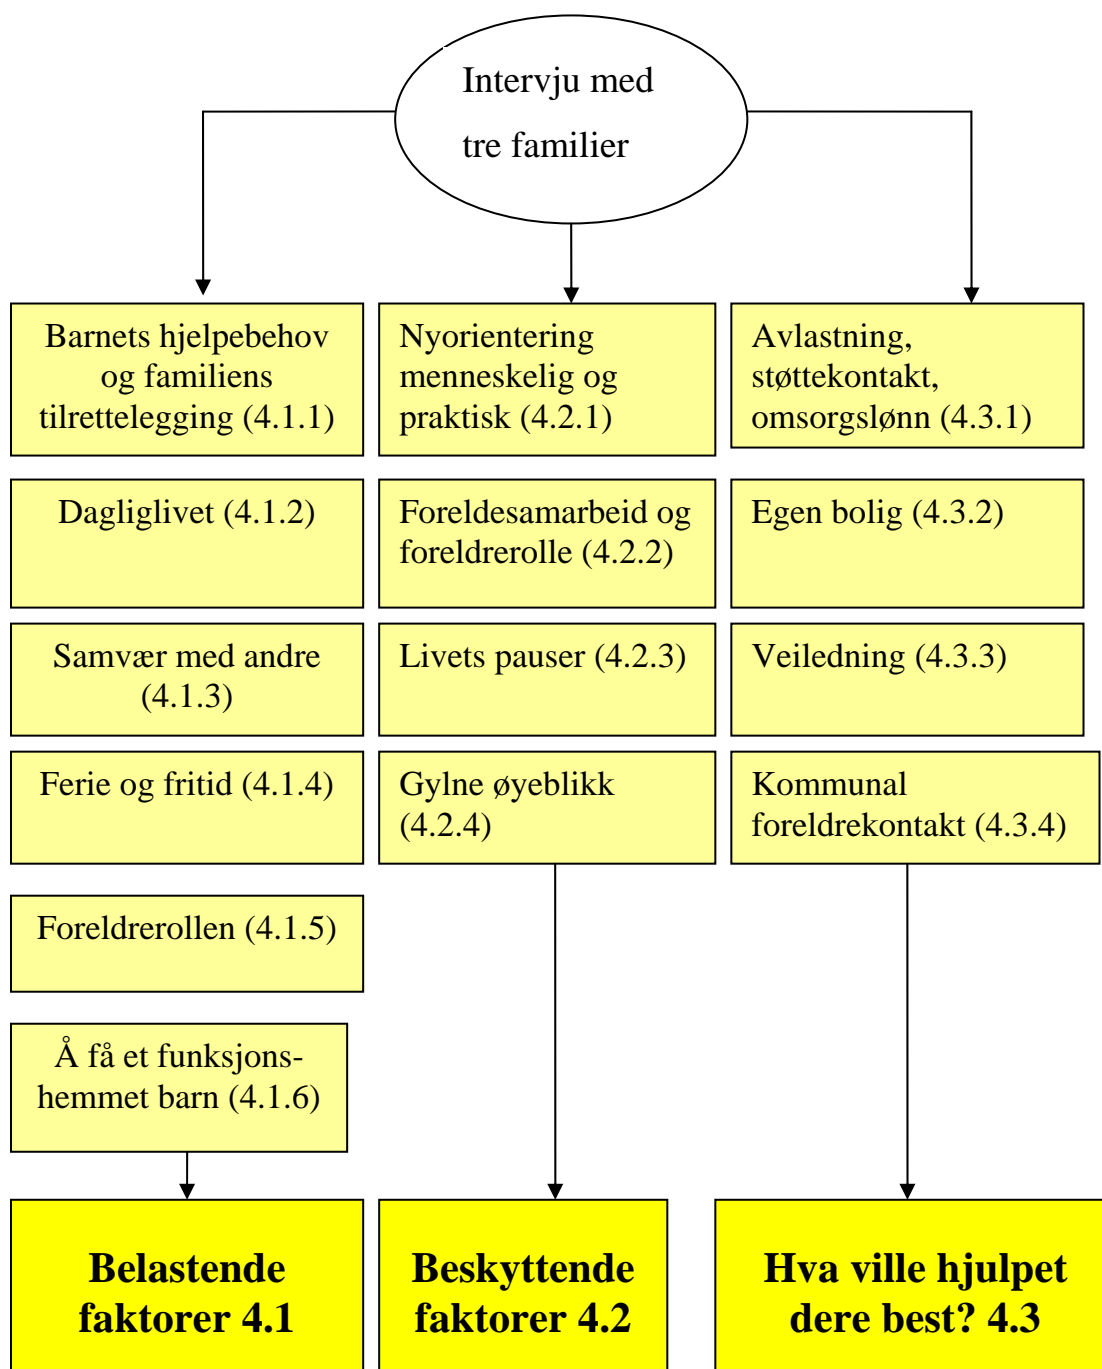 Intervju med
tre familier
Barnets hjelpebehov
og familiens
tilrettelegging (4.1.1)
Dagliglivet (4.1.2)
Samvær med andre
(4.1.3)
Ferie og fritid (4.1.4)
Foreldrerollen (4.1.5)
Å få et funksjons-
hemmet barn (4.1.6)
Belastende
faktorer 4.1
Nyorientering
menneskelig og
praktisk (4.2.1)
Foreldesamarbeid og
foreldrerolle (4.2.2)
Livets pauser (4.2.3)
Gylne øyeblikk
(4.2.4)
Beskyttende
faktorer 4.2
Avlastning,
støttekontakt,
omsorgslønn (4.3.1)
Egen bolig (4.3.2)
Veiledning (4.3.3)
Kommunal
foreldrekontakt (4.3.4)
Hva ville hjulpet
dere best? 4.3